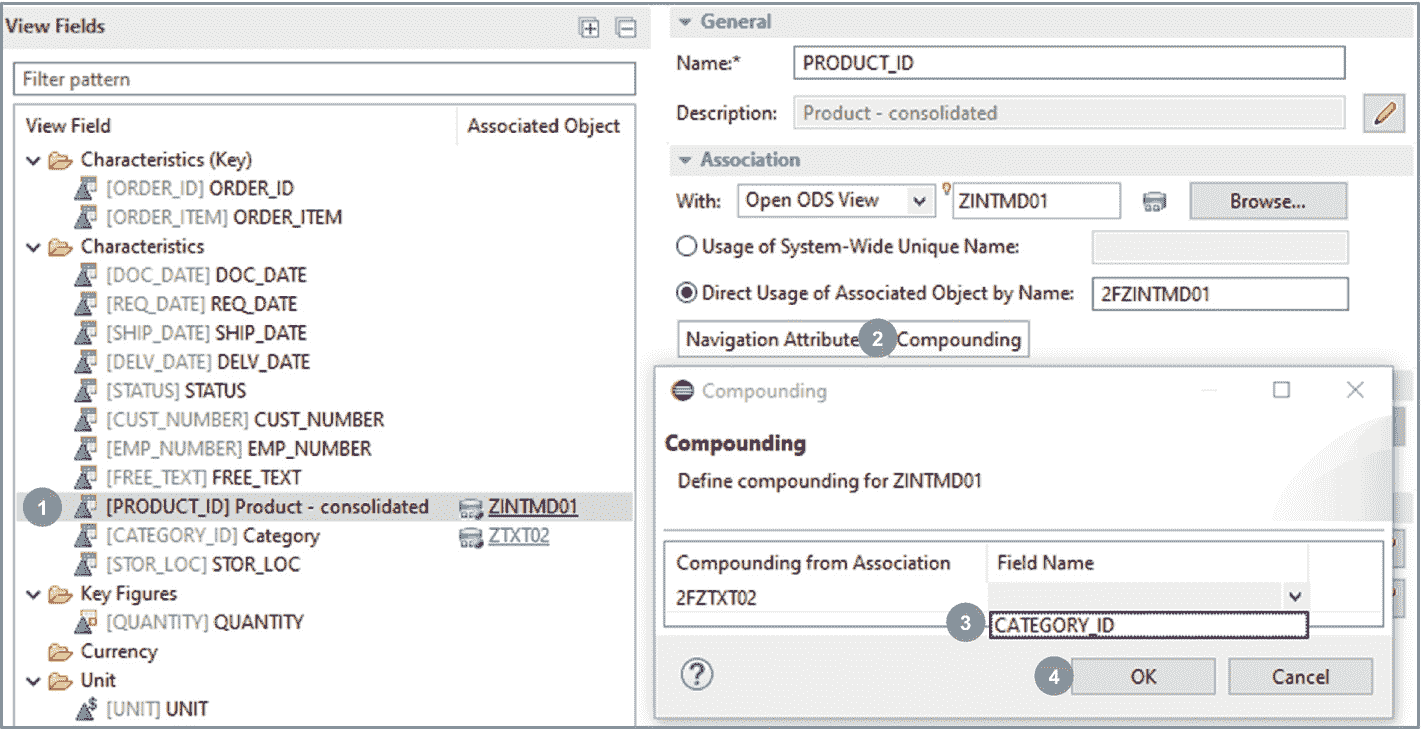 View Fields
Filter pattern
View Field Associated Object
Characteristics (Key)
[ORDER_ID] ORDER_ID
[ORDER_ITEM] ORDER_ITEM
Characteristics
[DOC_DATE] DOC_DATE
[REQ_DATE] REQ_DATE
[SHIP_DATE] SHIP_DATE
[DELV_DATE] DELV_DATE
[STATUS] STATUS
[CUST_NUMBER] CUST_NUMBER
[EMP_NUMBER] EMP_NUMBER
[FREE_TEXT] FREE_TEXT
1 [PRODUCT_ID] Product - consolidated ZINTMD01
[CATEGORY_ID] Category ZTXT02
[STOR_LOC] STOR_LOC
Key Figures
[QUANTITY] QUANTITY
Currency
Unit
[UNIT] UNIT
General
Name:* PRODUCT_ID
Description: Product - consolidated
Association
With: Open ODS View ZINTMD01 Browse...
Usage of System-Wide Unique Name:
Direct Usage of Associated Object by Name: 2FZINTMD01
Navigation Attribute 2 Compounding
Compounding
Compounding
Define compounding for ZINTMD01
Compounding from Association Field Name
2FZTXT02
3 CATEGORY_ID
? 4 OK Cancel